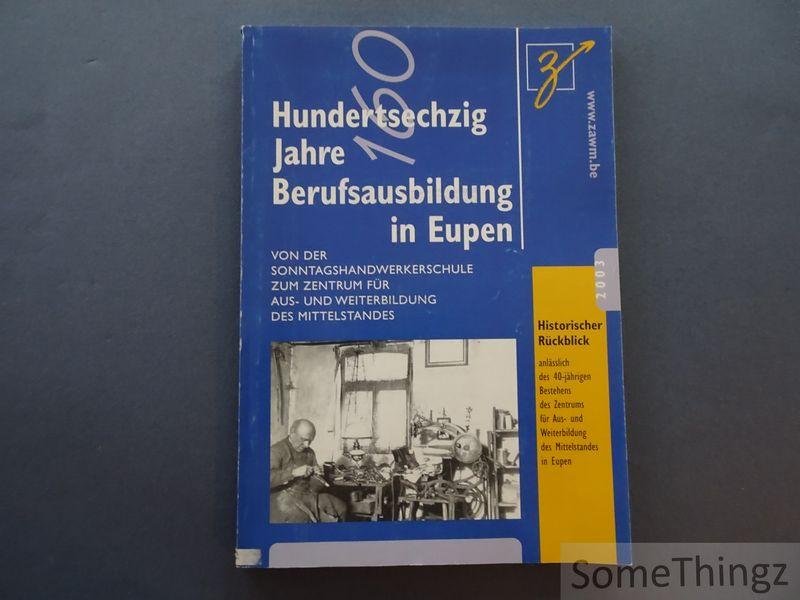 160
Hundertsechzig
Jahre
Berufsausbildung
in Eupen
VON DER
SONNTAGSHANDWERKERSCHULE
ZUM ZENTRUM FÜR
AUS- UND WEITERBILDUNG
DES MITTELSTANDES
z
www.zawm.be
2003
Historischer
Rückblick
anlässlich
des 40-jährigen
Bestehens
des Zentrums
für Aus- und
Weiterbildung
des Mittelstandes
in Eupen
SomeThingz